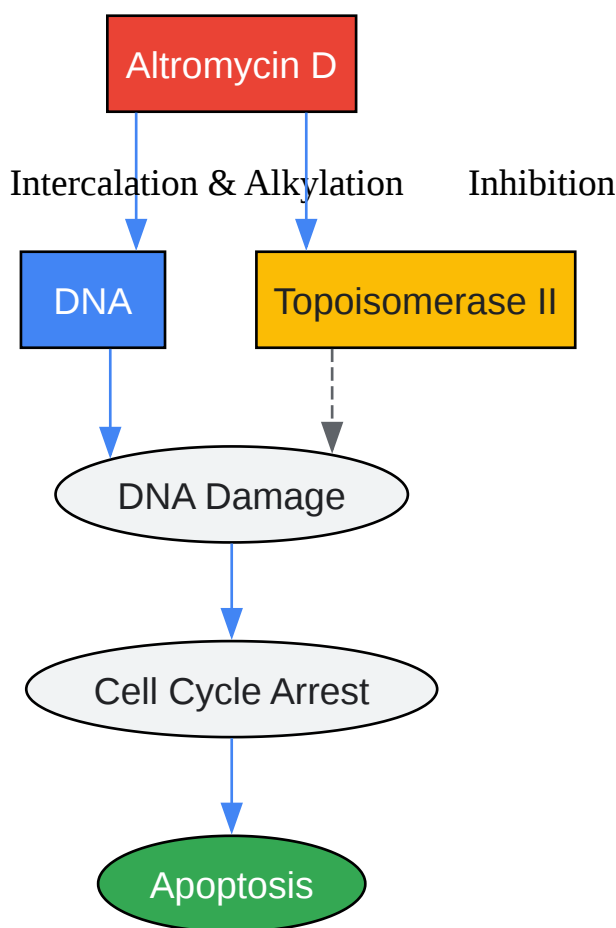 Altromycin D
Intercalation & Alkylation
Inhibition
DNA
Topoisomerase II
DNA Damage
Cell Cycle Arrest
Apoptosis